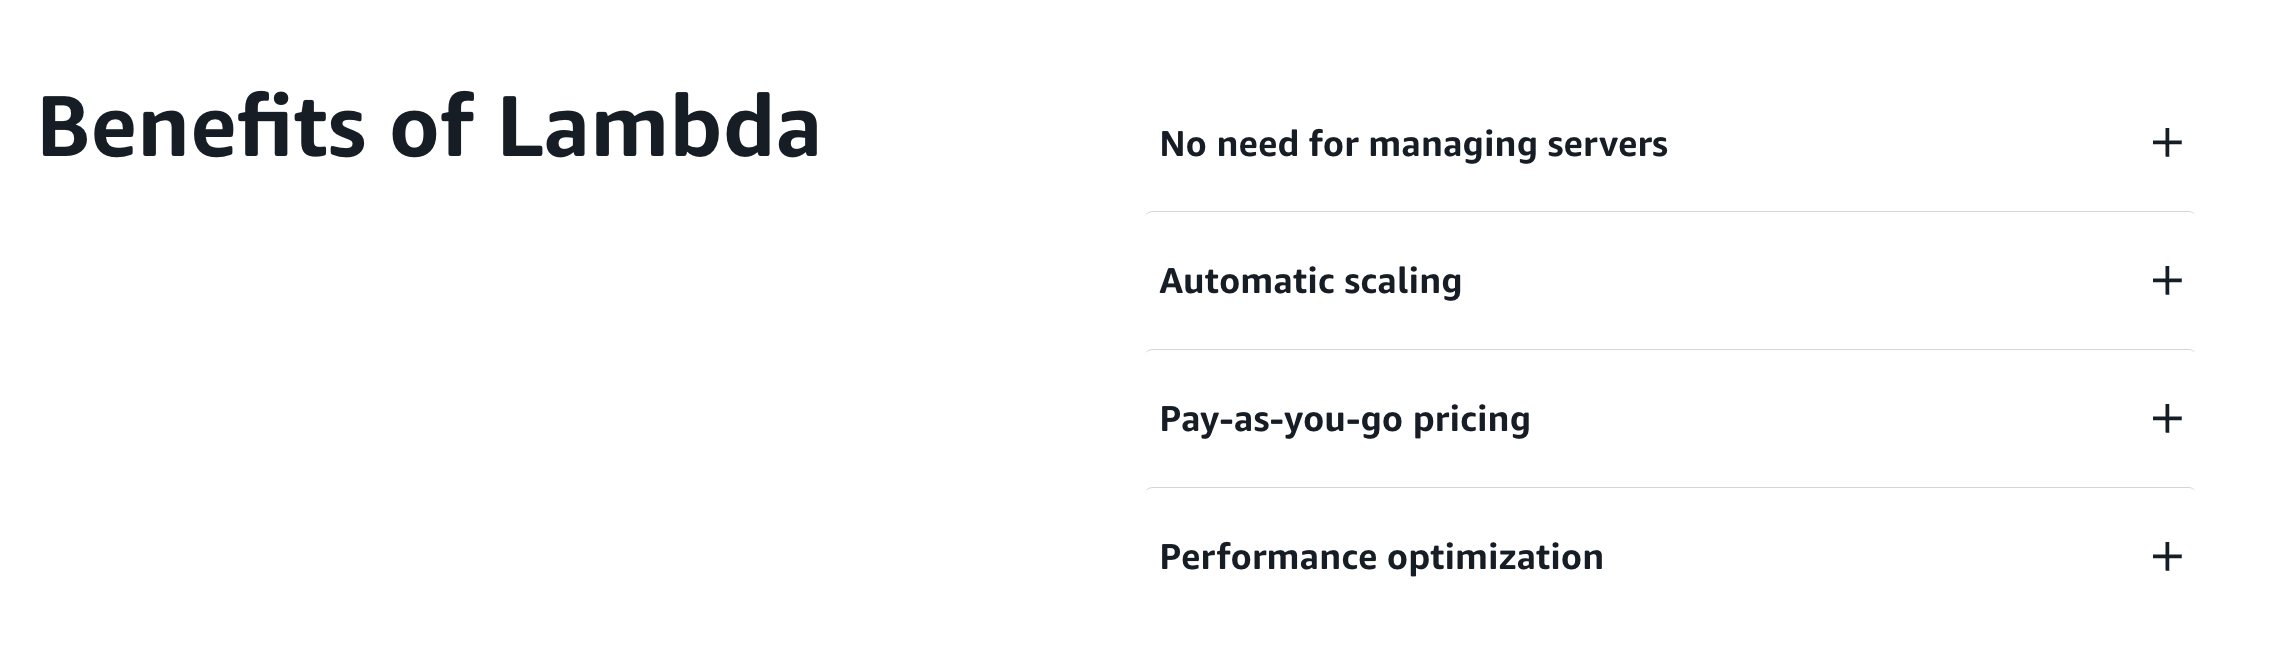 Benefits of Lambda
No need for managing servers
Automatic scaling
Pay-as-you-go pricing
Performance optimization